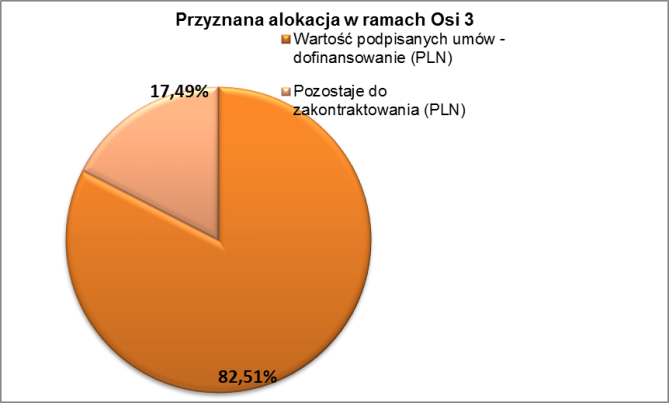 Przyznana alokacja w ramach Osi 3
Wartość podpisanych umów -
dofinansowanie (PLN)
17,49%
Pozostaje do
zakontraktowania (PLN)
82,51%